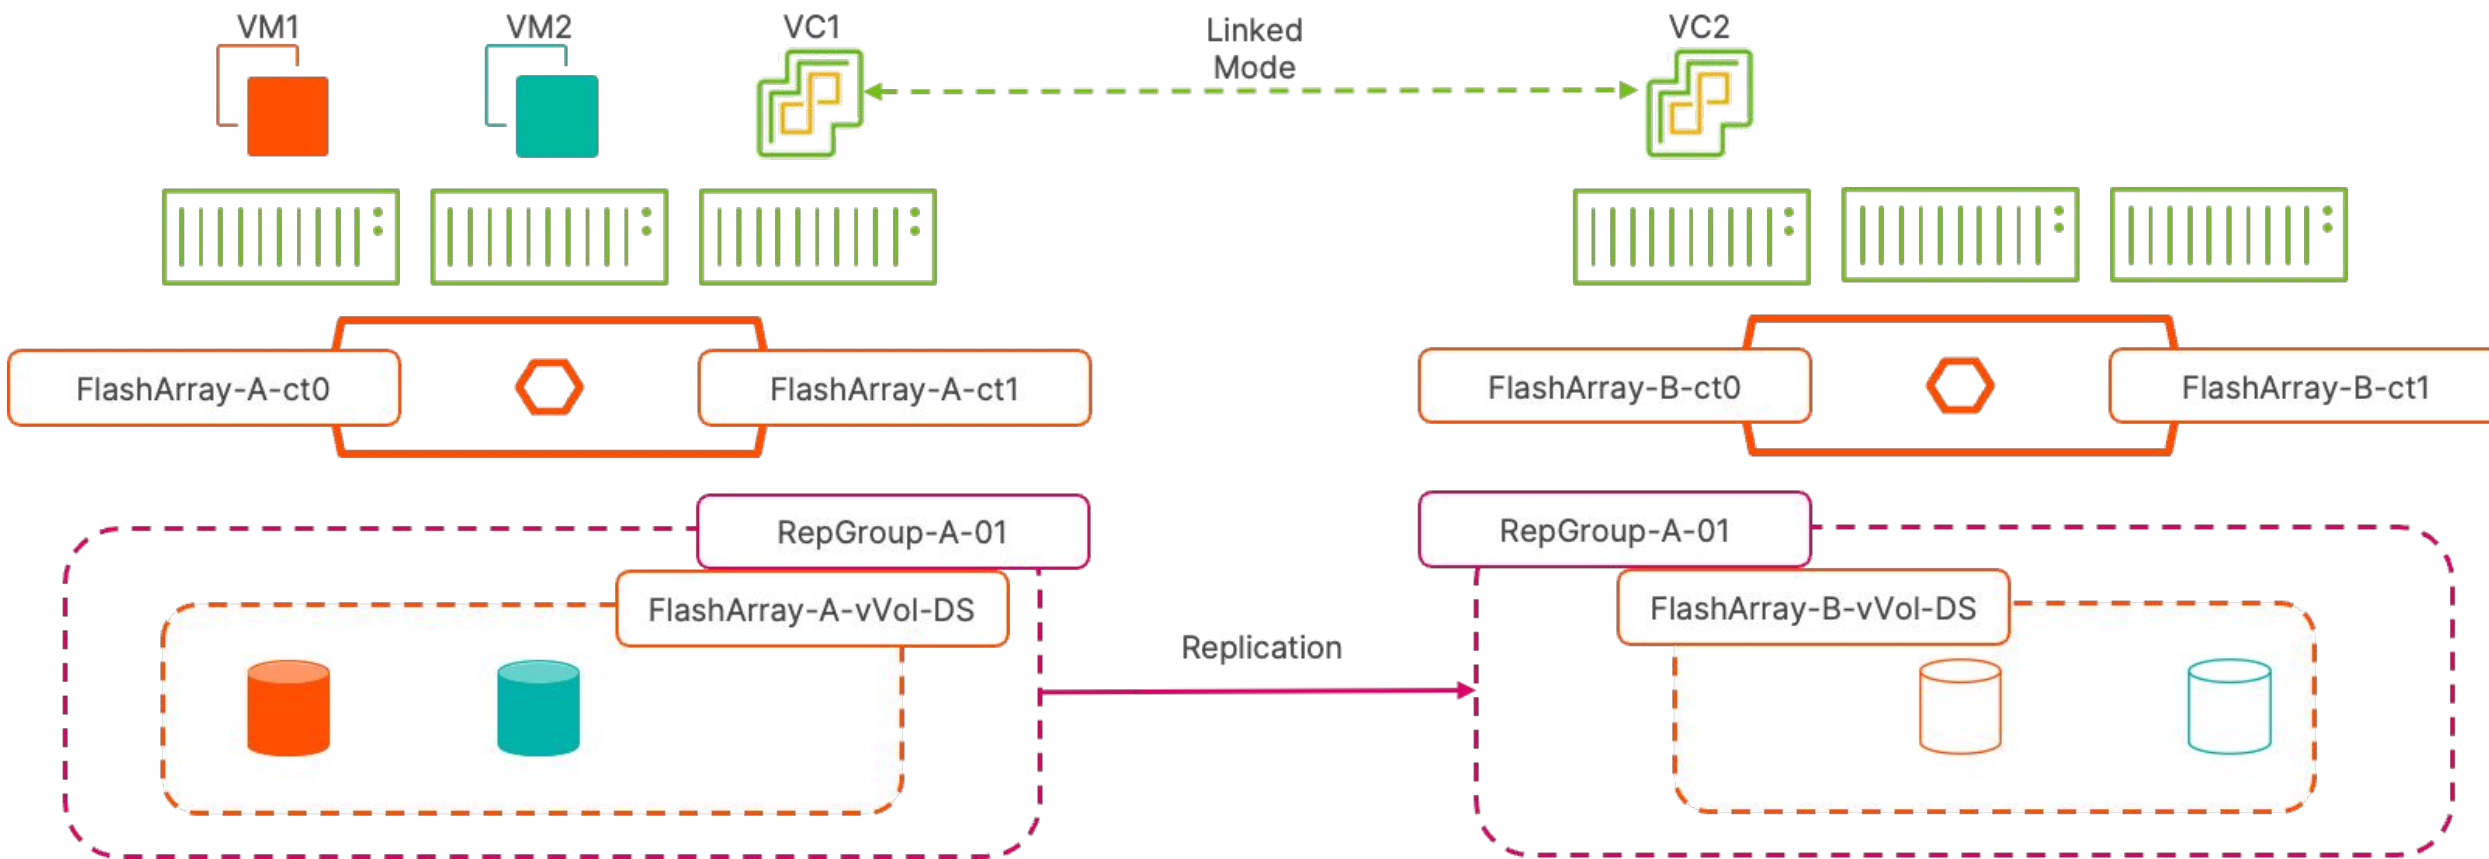 VM1
VM2
VC1
Linked
Mode
VC2
FlashArray-A-ct0
FlashArray-A-ct1
FlashArray-B-ct0
FlashArray-B-ct1
RepGroup-A-01
RepGroup-A-01
FlashArray-A-vVol-DS
FlashArray-B-vVol-DS
Replication